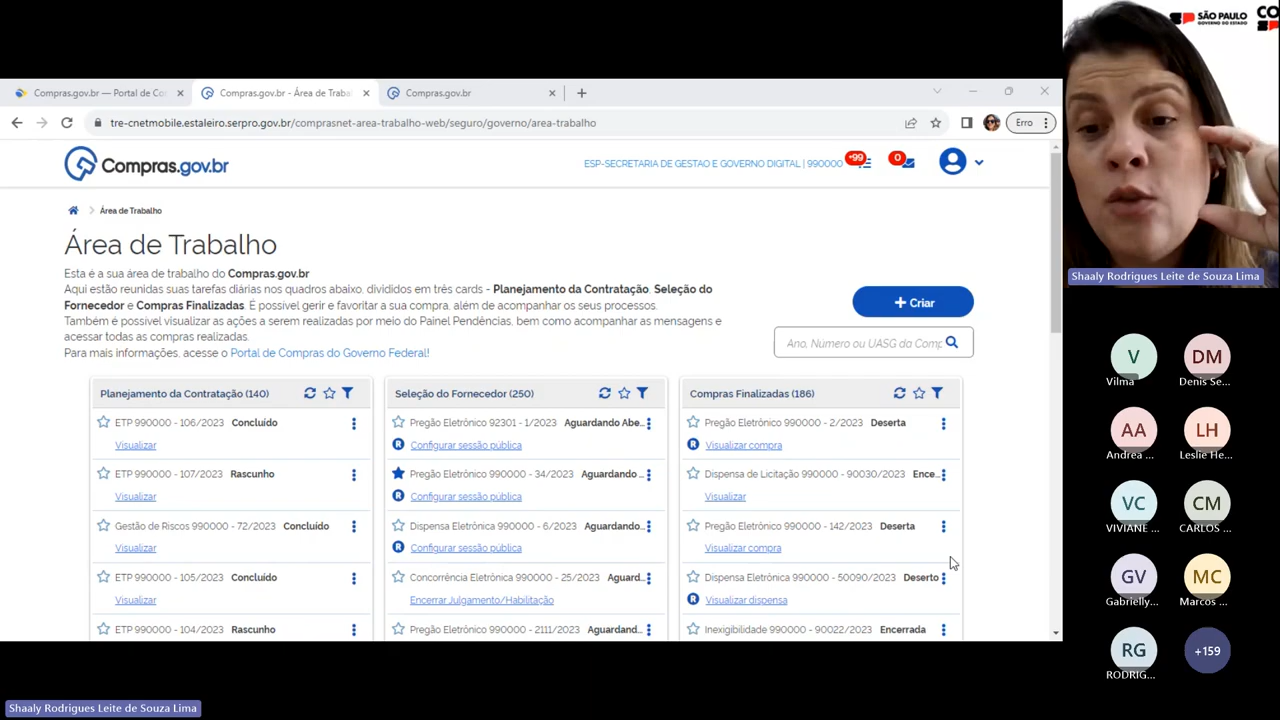 SÃO PAULO
GOVERNO DO ESTADO
Compras.gov.br — Portal de Co
Compras.gov.br - Área de Traba
Compras.gov.br
tre-cnetmobile.estaleiro.serpro.gov.br/comprasnet-area-trabalho-web/seguro/governo/area-trabalho
Erro
Compras.gov.br
ESP-SECRETARIA DE GESTAO E GOVERNO DIGITAL | 990000
+99
0
Área de Trabalho
Área de Trabalho
Esta é a sua área de trabalho do Compras.gov.br
Aqui estão reunidas suas tarefas diárias nos quadros abaixo, divididos em três cards - Planejamento da Contratação, Seleção do
Fornecedor e Compras Finalizadas. É possivel gerir e favoritar a sua compra, além de acompanhar os seus processos.
Também é possivel visualizar as ações a serem realizadas por meio do Painel Pendências, bem como acompanhar as mensagens e
acessar todas as compras realizadas.
Para mais informações, acesse o Portal de Compras do Governo Federal!
+ Criar
Ano, Número ou UASG da Comp
Planejamento da Contratação (140)
ETP 990000 - 106/2023 Concluído
Visualizar
ETP 990000 - 107/2023 Rascunho
Visualizar
Gestão de Riscos 990000 - 72/2023 Concluído
Visualizar
ETP 990000 - 105/2023 Concluído
Visualizar
ETP 990000 - 104/2023 Rascunho
Seleção do Fornecedor (250)
Pregão Eletrônico 92301 - 1/2023 Aguardando Abe...
R Configurar sessão pública
Pregão Eletrônico 990000 - 34/2023 Aguardando ...
R Configurar sessão pública
Dispensa Eletrônica 990000 - 6/2023 Aguardando...
R Configurar sessão pública
Concorrência Eletrônica 990000 - 25/2023 Aguard...
Encerrar Julgamento/Habilitação
Pregão Eletrônico 990000 - 2111/2023 Aguardand...
Compras Finalizadas (186)
Pregão Eletrônico 990000 - 2/2023 Deserta
R Visualizar compra
Dispensa de Licitação 990000 - 90030/2023 Ence...
Visualizar
Pregão Eletrônico 990000 - 142/2023 Deserta
Visualizar compra
Dispensa Eletrônica 990000 - 50090/2023 Deserto
R Visualizar dispensa
Inexigibilidade 990000 - 90022/2023 Encerrada
Shaaly Rodrigues Leite de Souza Lima
V
Vilma
DM
Denis Se...
AA
Andrea ...
LH
Leslie He...
VC
VIVIANE ...
CM
CARLOS ...
GV
Gabrielly...
MC
Marcos ...
RG
RODRIG...
+159
Shaaly Rodrigues Leite de Souza Lima